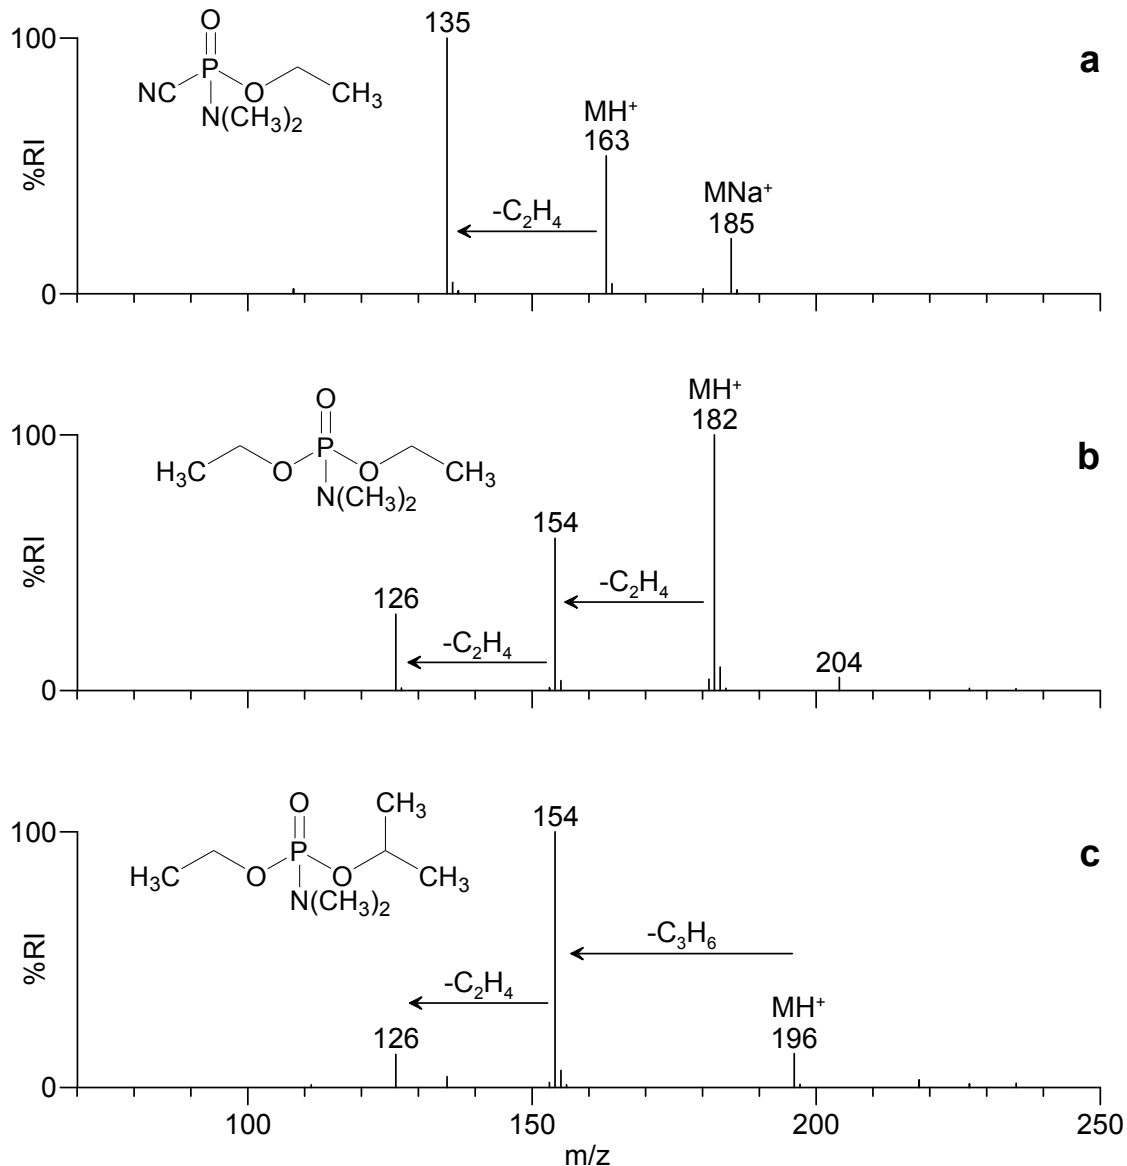 a
100
%RI
0
O
NC
P
O
CH₃
N(CH₃)₂
135
MH⁺
163
MNa⁺
185
-C₂H₄
b
100
%RI
0
O
H₃C
O
P
O
CH₃
N(CH₃)₂
MH⁺
182
154
126
204
-C₂H₄
-C₂H₄
c
100
%RI
0
O
CH₃
H₃C
O
P
O
CH₃
N(CH₃)₂
154
-C₃H₆
-C₂H₄
MH⁺
196
126
100
150
200
250
m/z